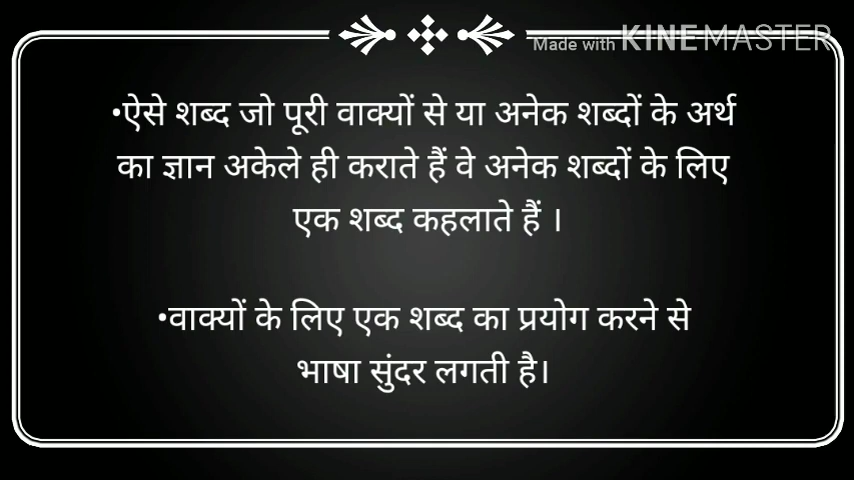 Made with KINEMASTER
•ऐसे शब्द जो पूरी वाक्यों से या अनेक शब्दों के अर्थ
का ज्ञान अकेले ही कराते हैं वे अनेक शब्दों के लिए
एक शब्द कहलाते हैं ।
•वाक्यों के लिए एक शब्द का प्रयोग करने से
भाषा सुंदर लगती है।